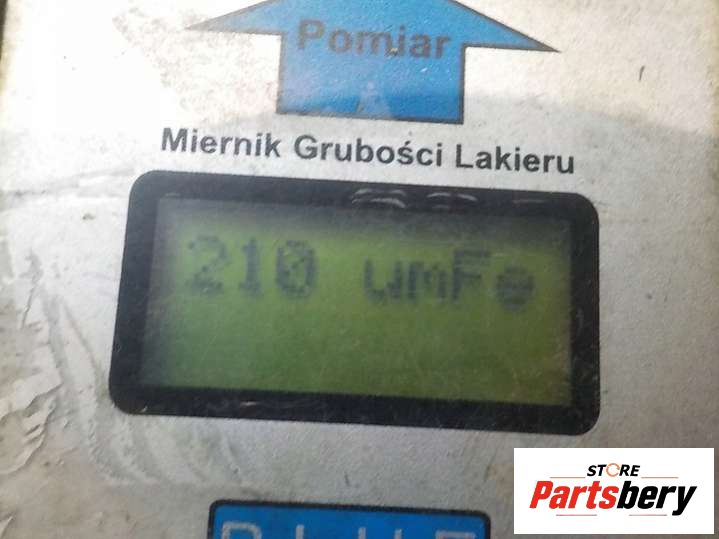 Pomiar
Miernik Grubości Lakieru
210 umFe
STORE
Partsbery